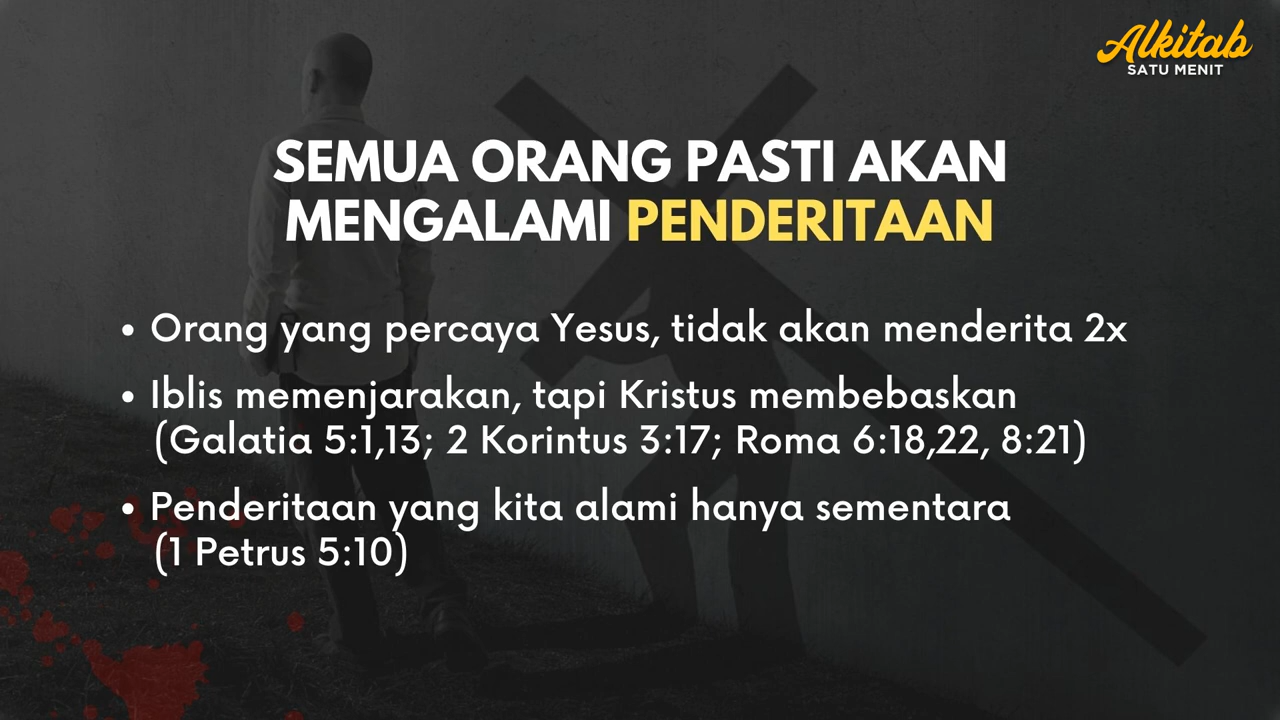 Alkitab
SATU MENIT
SEMUA ORANG PASTI AKAN
MENGALAMI PENDERITAAN
• Orang yang percaya Yesus, tidak akan menderita 2x
• Iblis memenjarakan, tapi Kristus membebaskan
(Galatia 5:1,13; 2 Korintus 3:17; Roma 6:18,22, 8:21)
• Penderitaan yang kita alami hanya sementara
(1 Petrus 5:10)